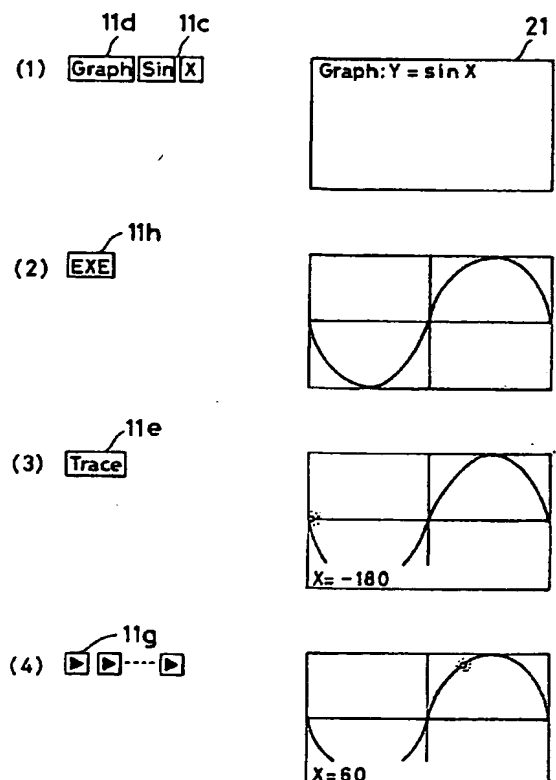 11d 11c 21
(1) Graph Sin X Graph:Y=sin X
11h
(2) EXE
11e
(3) Trace
X=-180
11g
(4) ▶ ▶ ---- ▶
X=60